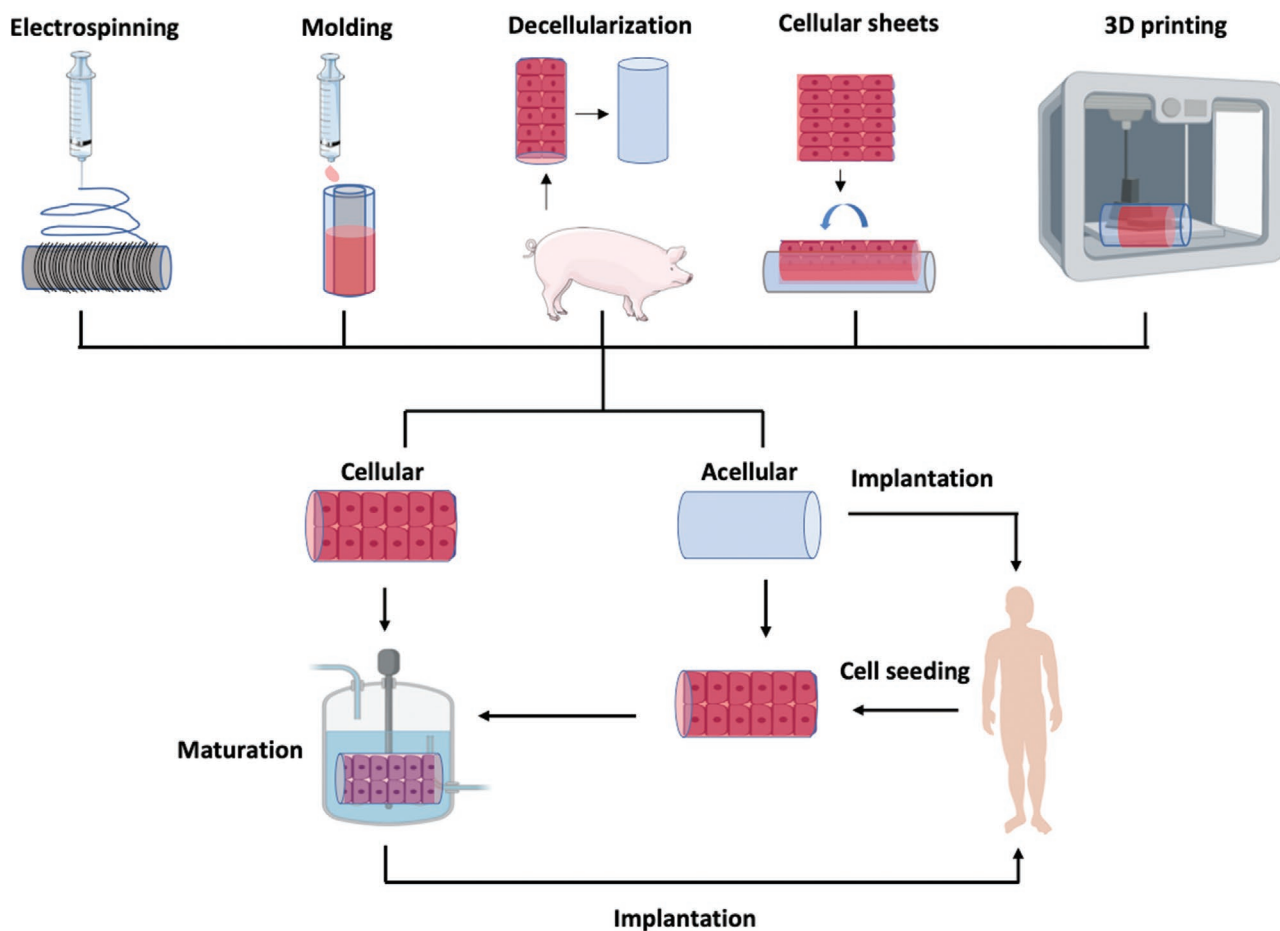 Electrospinning
Molding
Decellularization
Cellular sheets
3D printing
Cellular
Acellular
Implantation
Cell seeding
Maturation
Implantation